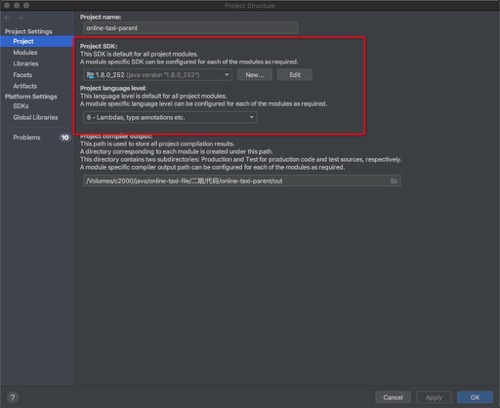 Project Structure
Project Settings
Project
Modules
Libraries
Facets
Artifacts
Platform Settings
SDKs
Global Libraries
Problems
10
Project name:
online-taxi-parent
Project SDK:
This SDK is default for all project modules.
A module specific SDK can be configured for each of the modules as required.
1.8.0_252 (java version "1.8.0_252")
New...
Edit
Project language level:
This language level is default for all project modules.
A module specific language level can be configured for each of the modules as required.
8 - Lambdas, type annotations etc.
Project compiler output:
This path is used to store all project compilation results.
A directory corresponding to each module is created under this path.
This directory contains two subdirectories: Production and Test for production code and test sources, respectively.
A module specific compiler output path can be configured for each of the modules as required.
/Volumes/c2000/java/online-taxi-file/二期/代码/online-taxi-parent/out
Cancel
Apply
OK